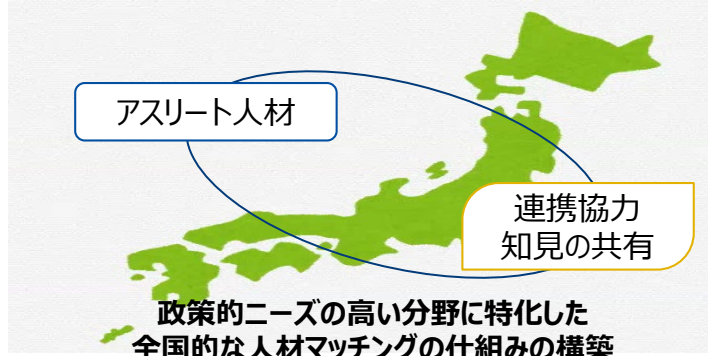 アスリート人材
連携協力
知見の共有
政策的ニーズの高い分野に特化した
全国的な人材マッチングの仕組みの構築